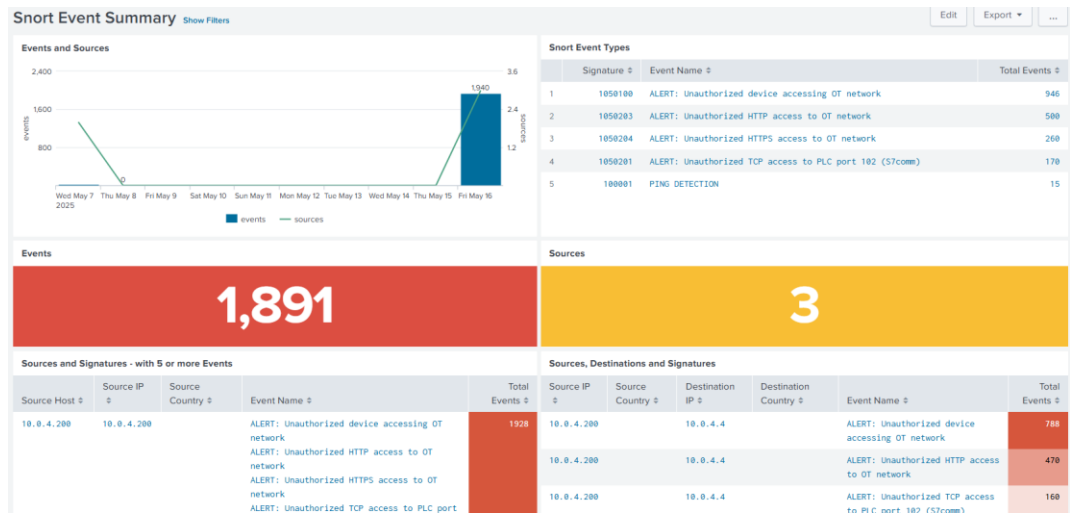 Snort Event Summary Show Filters
Edit Export ...
Events and Sources
2,400
1,600
800
events
3.6
2.4
1.2
sources
1,940
0
Wed May 7 Thu May 8 Fri May 9 Sat May 10 Sun May 11 Mon May 12 Tue May 13 Wed May 14 Thu May 15 Fri May 16
2025
events sources
Snort Event Types
Signature Event Name Total Events
1 1050100 ALERT: Unauthorized device accessing OT network 946
2 1050203 ALERT: Unauthorized HTTP access to OT network 500
3 1050204 ALERT: Unauthorized HTTPS access to OT network 260
4 1050201 ALERT: Unauthorized TCP access to PLC port 102 (S7comm) 170
5 100001 PING DETECTION 15
Events
1,891
Sources
3
Sources and Signatures - with 5 or more Events
Source Host Source IP Source Country Event Name Total Events
10.0.4.200 10.0.4.200 ALERT: Unauthorized device accessing OT 1928
network
ALERT: Unauthorized HTTP access to OT
network
ALERT: Unauthorized HTTPS access to OT
network
ALERT: Unauthorized TCP access to PLC port
Sources, Destinations and Signatures
Source IP Source Country Destination IP Destination Country Event Name Total Events
10.0.4.200 10.0.4.4 ALERT: Unauthorized device 788
accessing OT network
10.0.4.200 10.0.4.4 ALERT: Unauthorized HTTP access 470
to OT network
10.0.4.200 10.0.4.4 ALERT: Unauthorized TCP access 160
to PLC port 102 (S7comm)